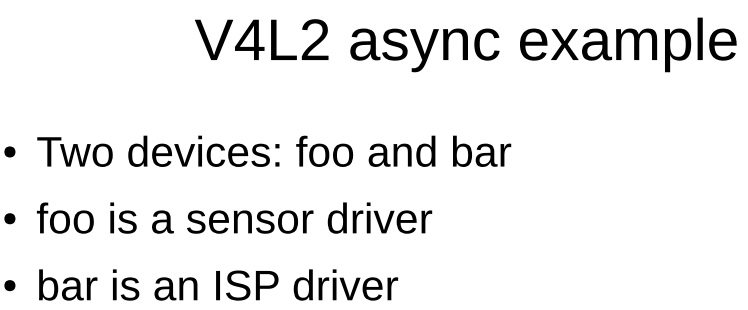 V4L2 async example
• Two devices: foo and bar
• foo is a sensor driver
• bar is an ISP driver